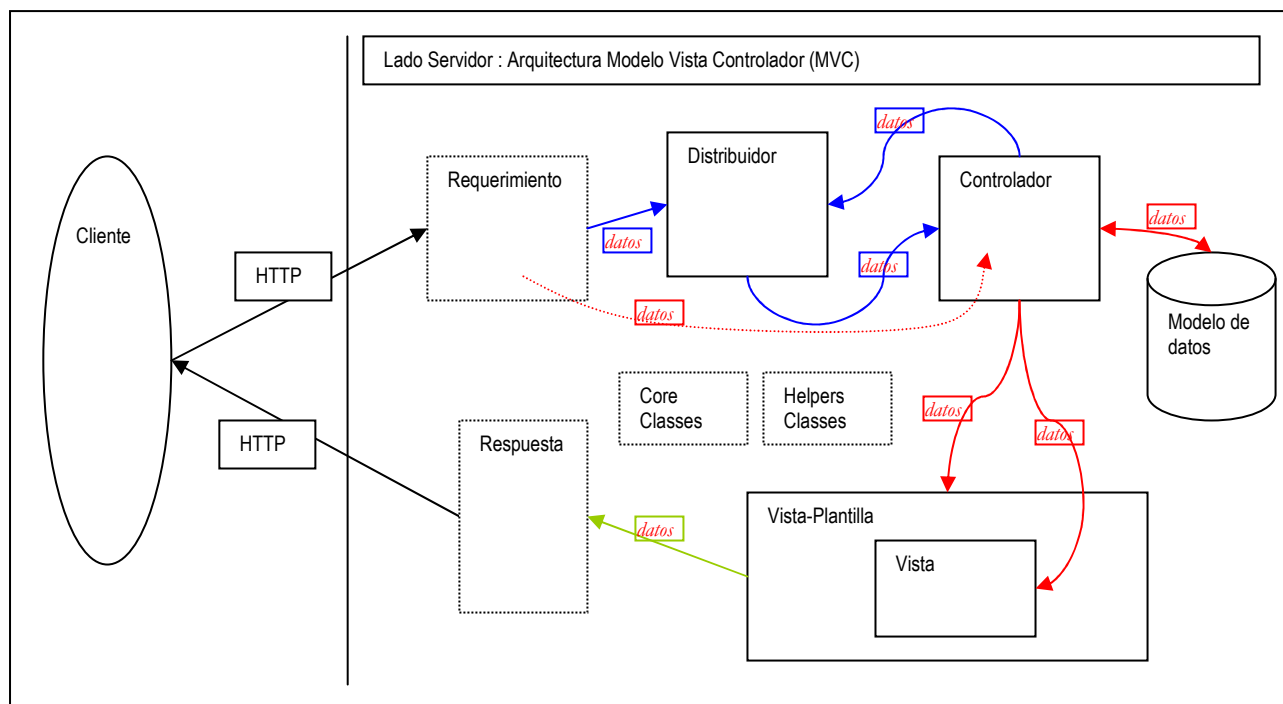 Lado Servidor : Arquitectura Modelo Vista Controlador (MVC)
datos
Distribuidor
Requerimiento
Controlador
Cliente
datos
datos
datos
HTTP
datos
Modelo de
datos
Core
Classes
Helpers
Classes
datos
datos
HTTP
Respuesta
Vista-Plantilla
datos
Vista